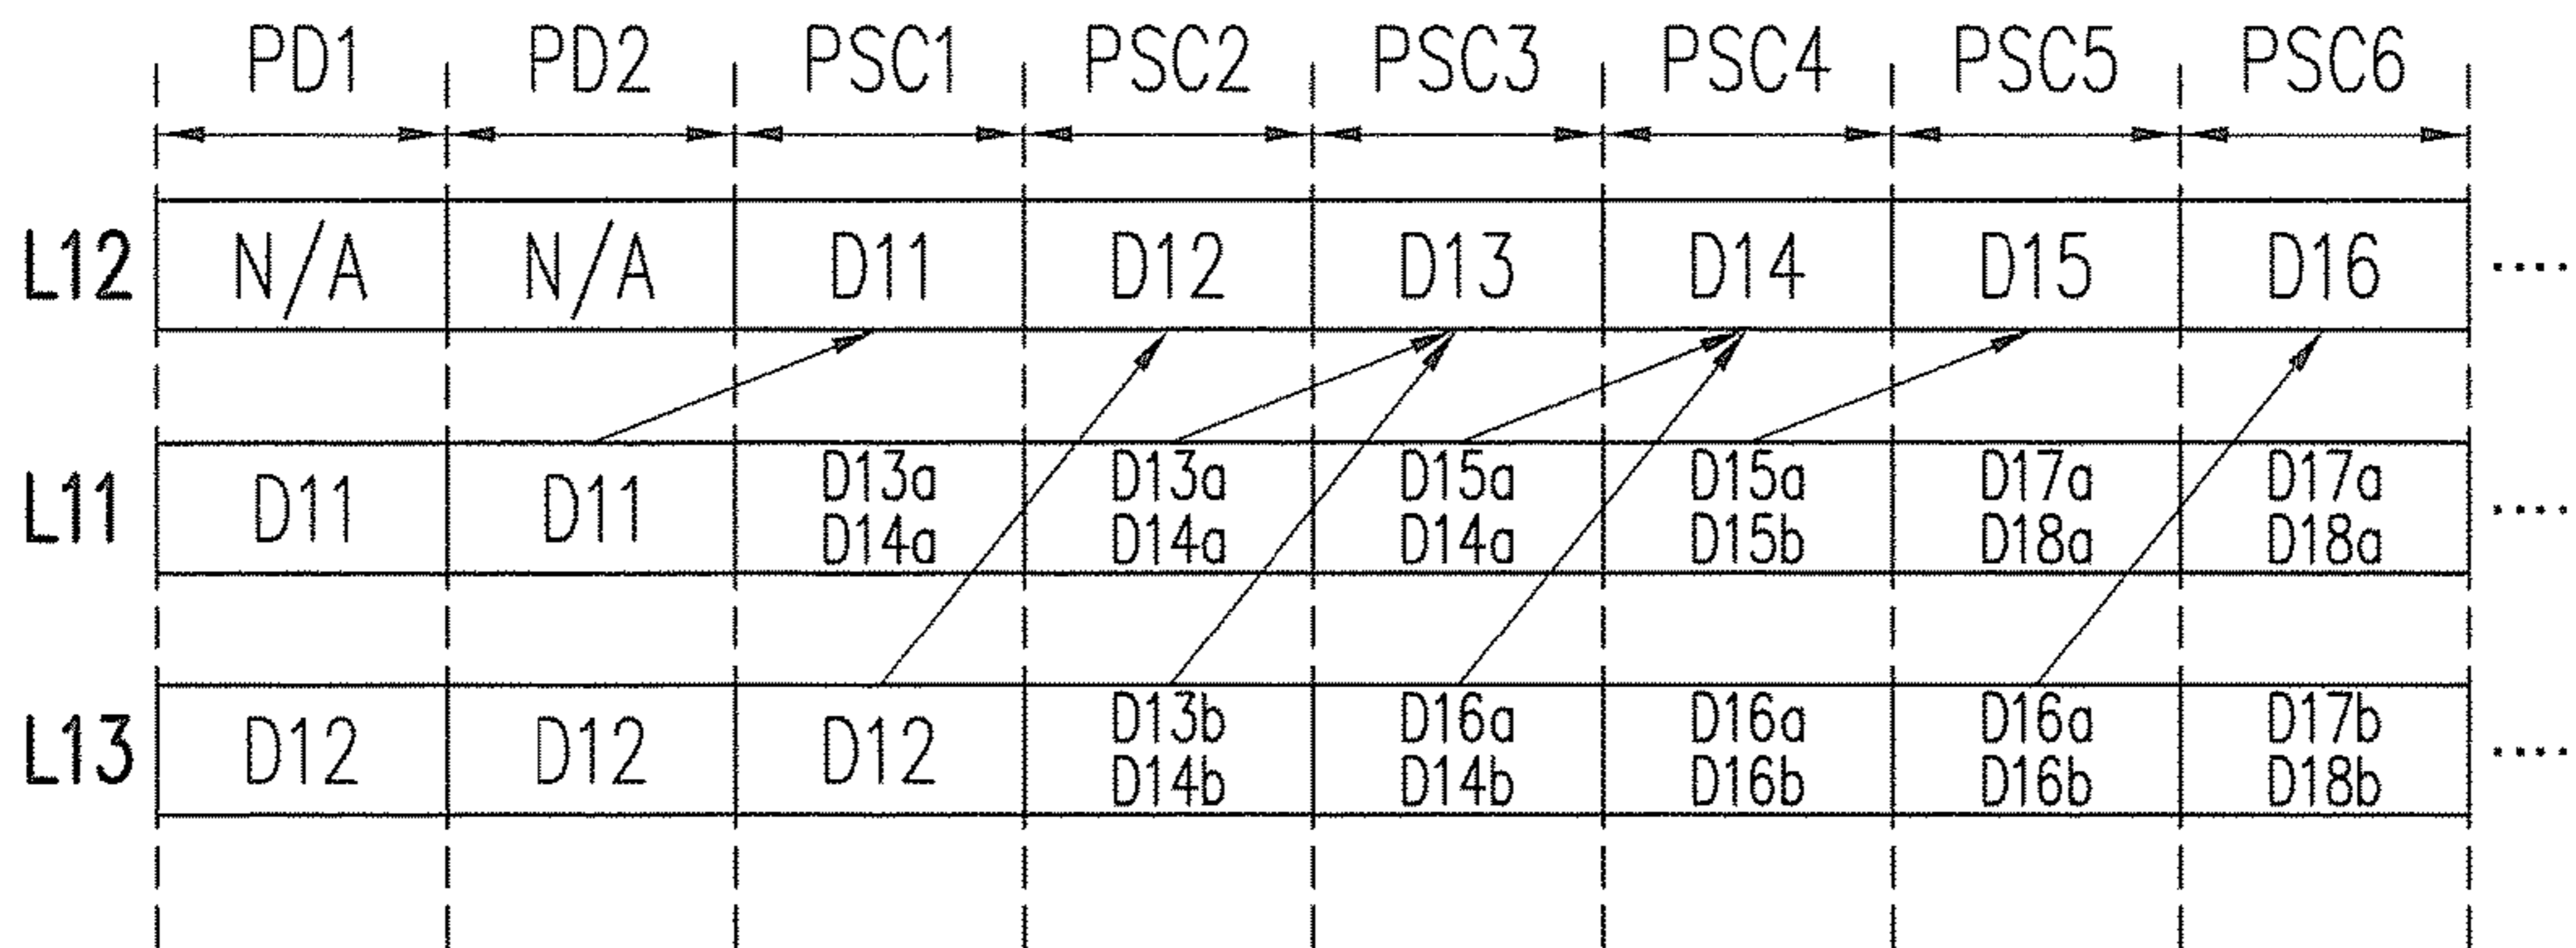 PD1 PD2 PSC1 PSC2 PSC3 PSC4 PSC5 PSC6
L12 N/A N/A D11 D12 D13 D14 D15 D16 ....
L11 D11 D11 D13a D13a D15a D15a D17a D17a ....
D14a D14a D14a D15b D18a D18a
L13 D12 D12 D12 D13b D16a D16a D16a D17b ....
D14b D14b D16b D16b D18b